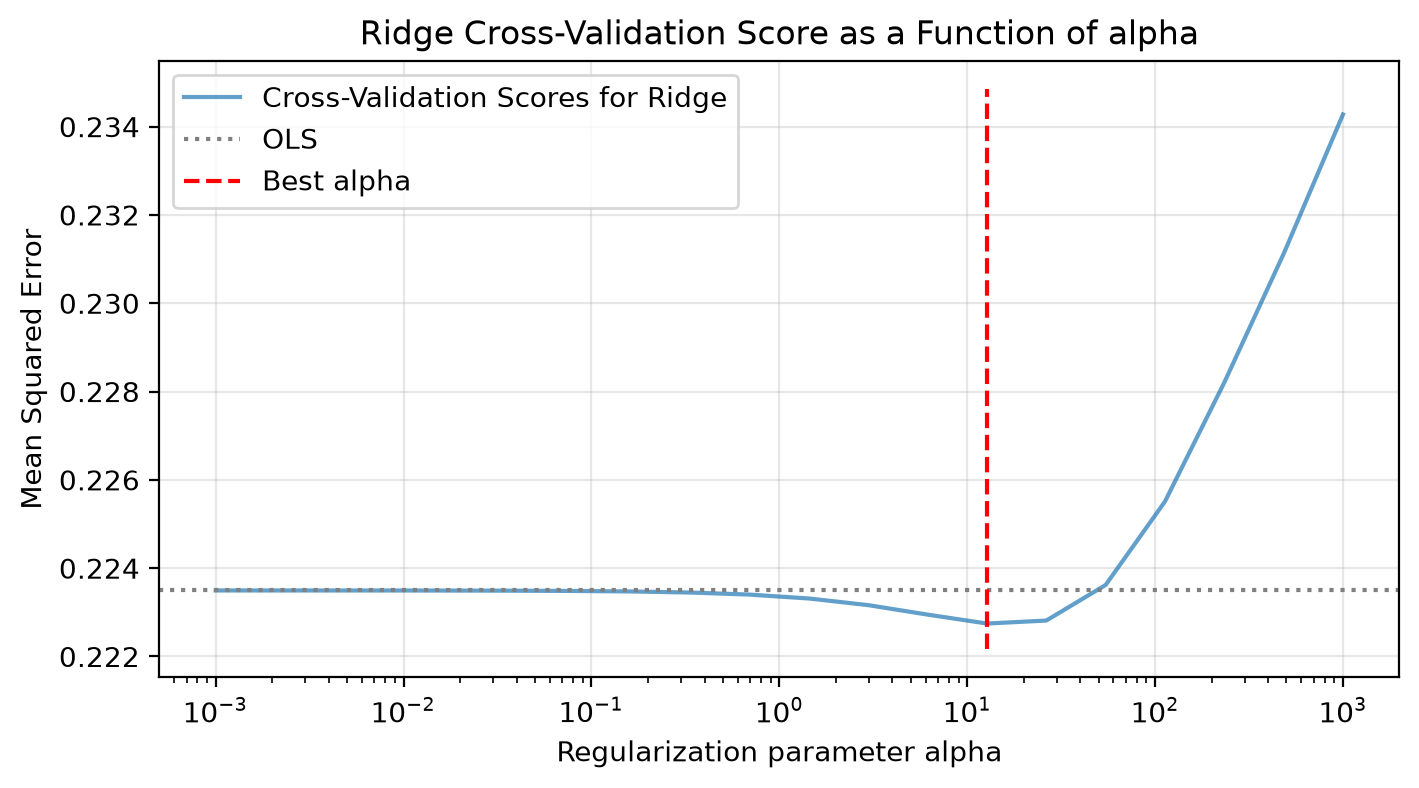 Ridge Cross-Validation Score as a Function of alpha
Cross-Validation Scores for Ridge
OLS
Best alpha
Mean Squared Error
0.234
0.232
0.230
0.228
0.226
0.224
0.222
10⁻³ 10⁻² 10⁻¹ 10⁰ 10¹ 10² 10³
Regularization parameter alpha